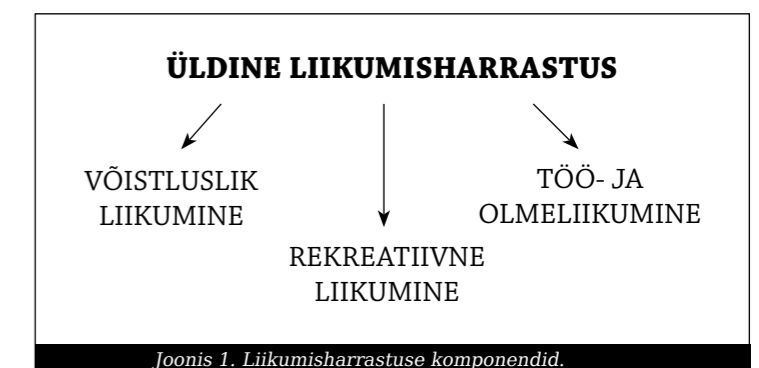 ÜLDINE LIIKUMISHARRASTUS
VÕISTLUSLIK
LIIKUMINE
REKREATIIVNE
LIIKUMINE
TÖÖ- JA
OLMELIIKUMINE
Joonis 1. Liikumisharrastuse komponendid.